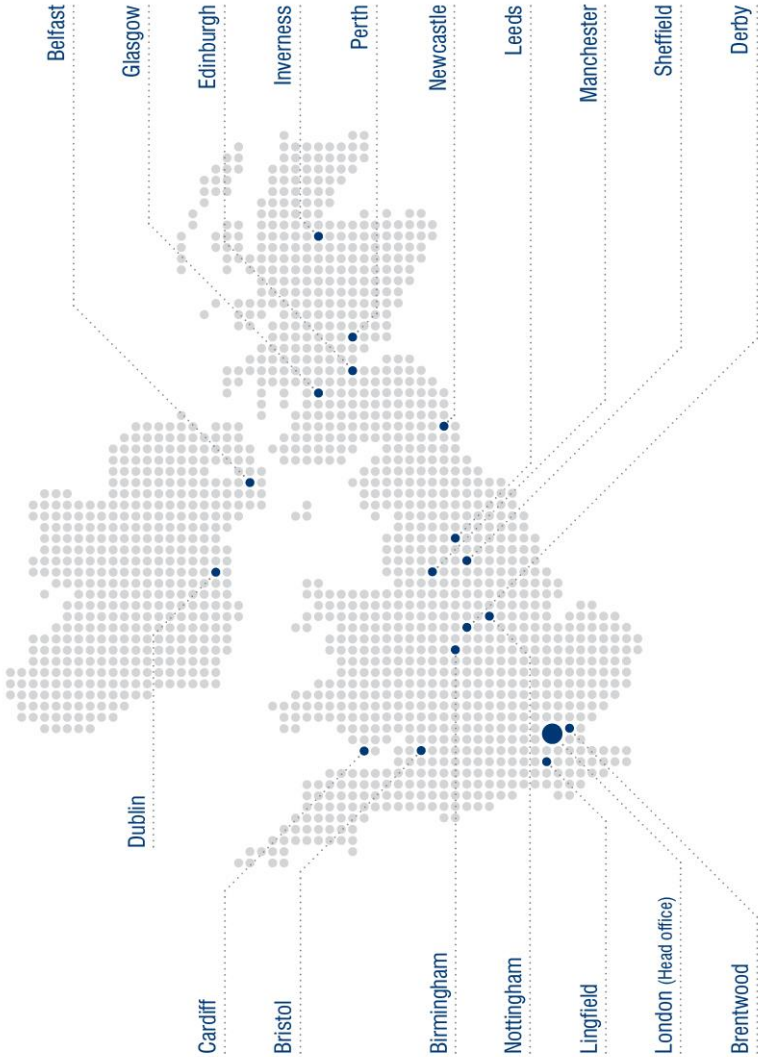 Belfast
Glasgow
Edinburgh
Inverness
Perth
Newcastle
Leeds
Manchester
Sheffield
Derby
Dublin
Cardiff
Bristol
Birmingham
Nottingham
Lingfield
London (Head office)
Brentwood